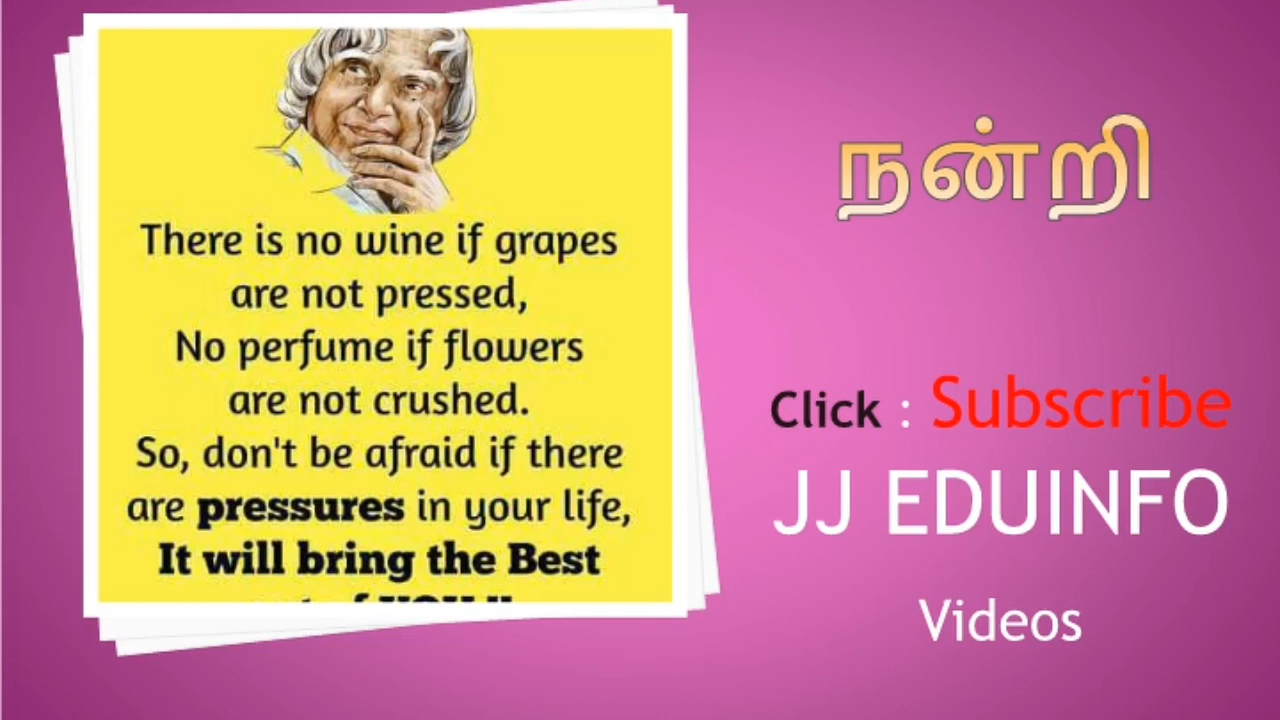 There is no wine if grapes
are not pressed,
No perfume if flowers
are not crushed.
So, don't be afraid if there
are pressures in your life,
It will bring the Best
நன்றி
Click : Subscribe
JJ EDUINFO
Videos